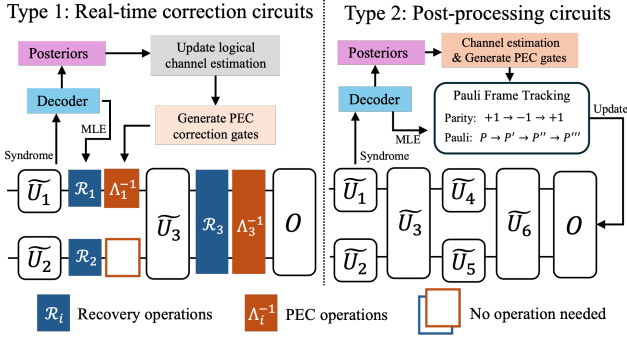 Type 1: Real-time correction circuits
Posteriors
Update logical
channel estimation
Decoder
MLE
Generate PEC
correction gates
Syndrome
Ũ₁
ℛ₁
Λ₁⁻¹
Ũ₃
ℛ₃
Λ₃⁻¹
O
Ũ₂
ℛ₂
Type 2: Post-processing circuits
Posteriors
Channel estimation
& Generate PEC gates
Decoder
MLE
Pauli Frame Tracking
Parity: +1 → −1 → +1
Pauli: P → P′ → P″ → P‴
Update
Syndrome
Ũ₁
Ũ₃
Ũ₄
Ũ₆
O
Ũ₂
Ũ₅
ℛᵢ Recovery operations
Λᵢ⁻¹ PEC operations
No operation needed